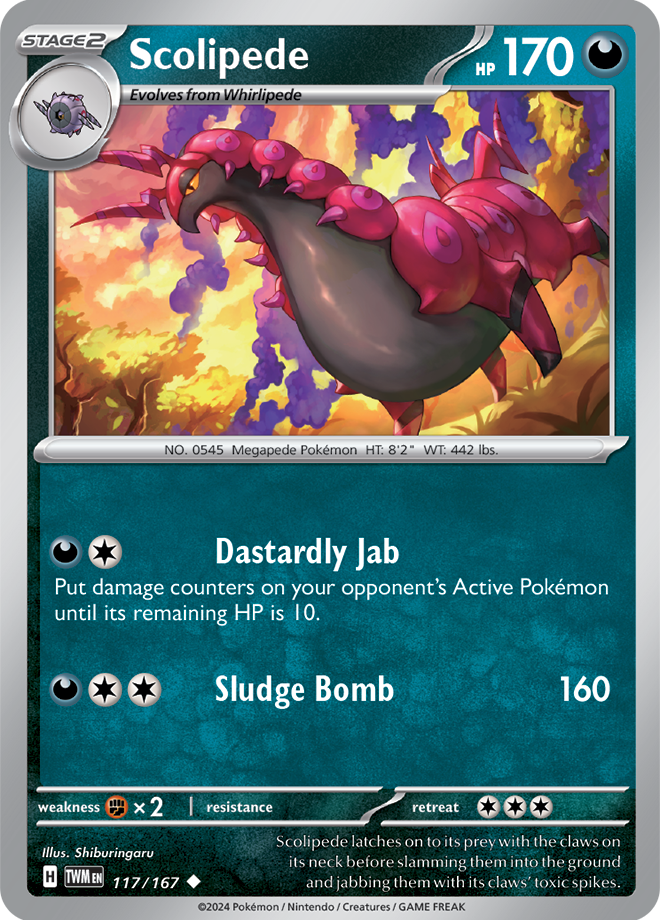 STAGE2
Scolipede
HP 170
Evolves from Whirlipede
NO. 0545 Megapede Pokémon HT: 8'2" WT: 442 lbs.
Dastardly Jab
Put damage counters on your opponent's Active Pokémon
until its remaining HP is 10.
Sludge Bomb 160
weakness ×2 resistance retreat
Illus. Shiburingaru
Scolipede latches on to its prey with the claws on
its neck before slamming them into the ground
and jabbing them with its claws' toxic spikes.
H TWM EN 117/167
©2024 Pokémon / Nintendo / Creatures / GAME FREAK